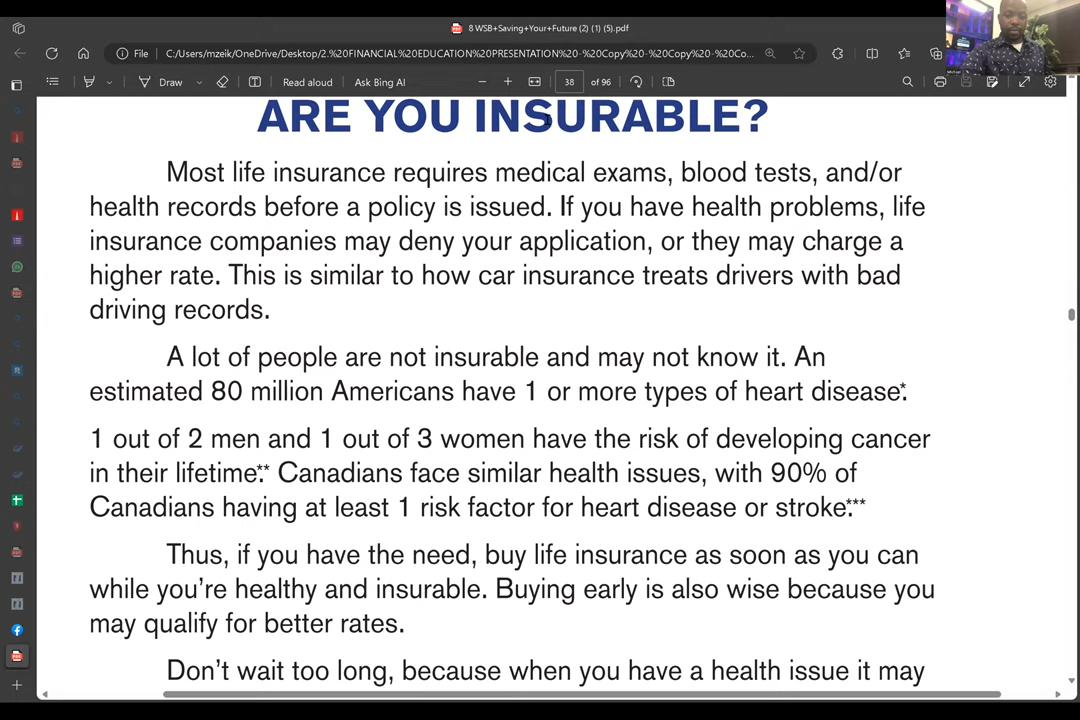 8 WSB+Saving+Your+Future (2) (1) (5).pdf
File
C:/Users/mzeik/OneDrive/Desktop/2.%20FINANCIAL%20EDUCATION%20PRESENTATION%20-%20Copy%20-%20Copy%20-%20Co...
Draw
Read aloud
Ask Bing AI
38 of 96
ARE YOU INSURABLE?
Most life insurance requires medical exams, blood tests, and/or
health records before a policy is issued. If you have health problems, life
insurance companies may deny your application, or they may charge a
higher rate. This is similar to how car insurance treats drivers with bad
driving records.
A lot of people are not insurable and may not know it. An
estimated 80 million Americans have 1 or more types of heart disease.*
1 out of 2 men and 1 out of 3 women have the risk of developing cancer
in their lifetime.** Canadians face similar health issues, with 90% of
Canadians having at least 1 risk factor for heart disease or stroke.***
Thus, if you have the need, buy life insurance as soon as you can
while you're healthy and insurable. Buying early is also wise because you
may qualify for better rates.
Don't wait too long, because when you have a health issue it may